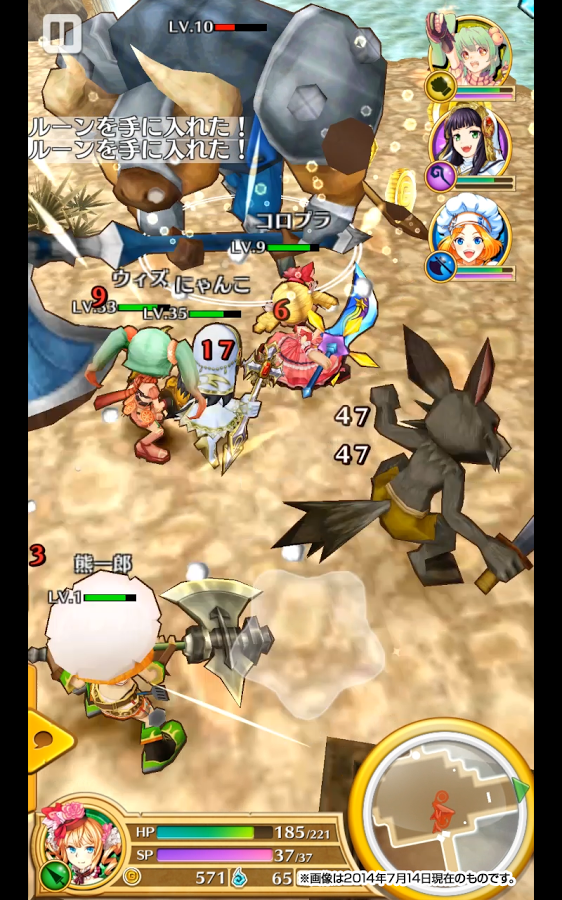 LV.10
ルーンを手に入れた！
ルーンを手に入れた！
コロプラ
LV.9
ウィズ
にゃんこ
LV.33
LV.35
9
6
17
47
47
3
熊一郎
LV.1
HP 185/221
SP 37/37
571 65
※画像は2014年7月14日現在のものです。